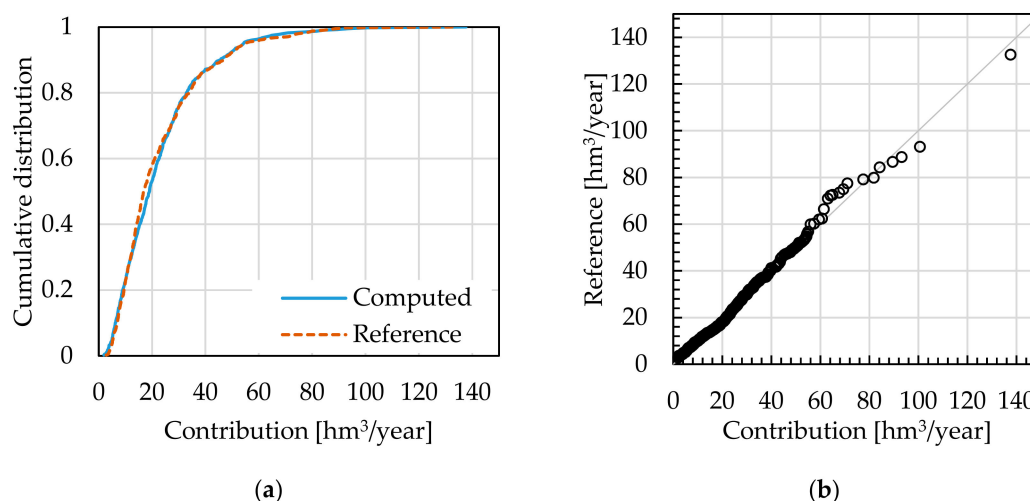 1
0.8
0.6
0.4
0.2
0
Cumulative distribution
Computed
Reference
0 20 40 60 80 100 120 140
Contribution [hm³/year]
(a)
140
120
100
80
60
40
20
0
Reference [hm³/year]
0 20 40 60 80 100 120 140
Contribution [hm³/year]
(b)